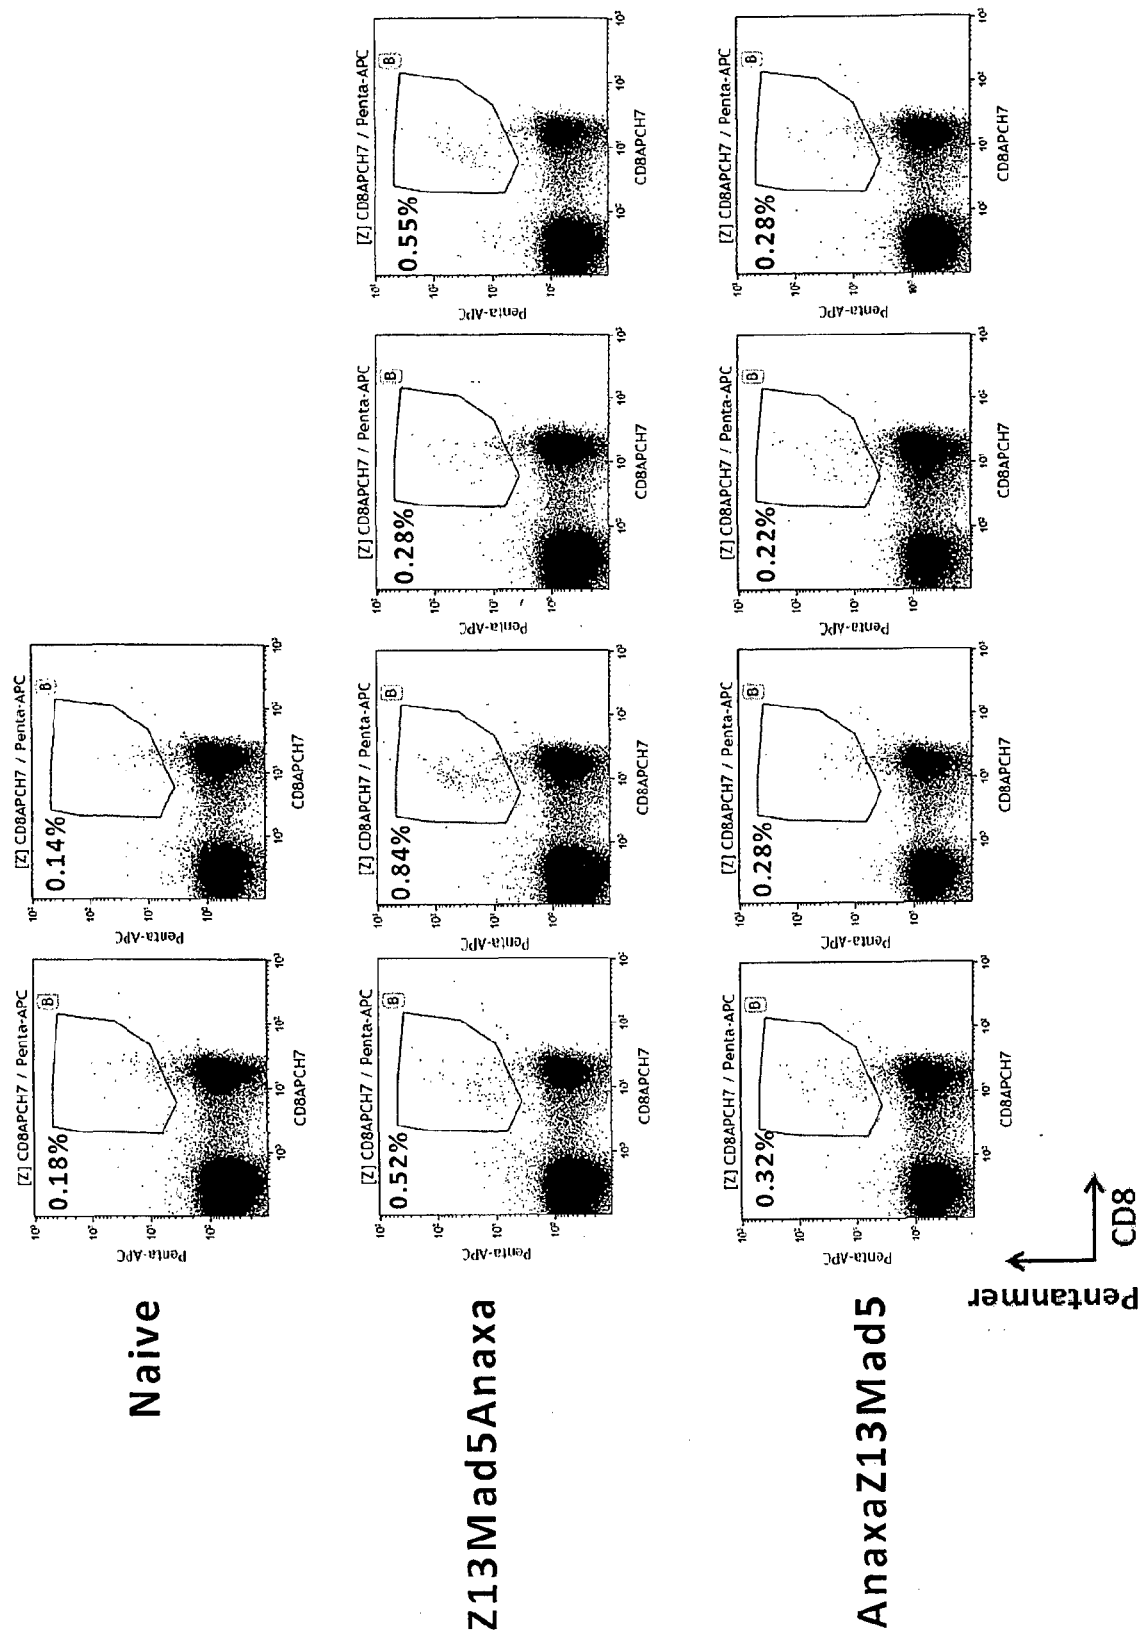 Naive
[Z] CD8APCH7 / Penta-APC
0.18%
B
Penta-APC
CD8APCH7
[Z] CD8APCH7 / Penta-APC
0.14%
B
Penta-APC
CD8APCH7
Z13Mad5Anaxa
[Z] CD8APCH7 / Penta-APC
0.52%
B
Penta-APC
CD8APCH7
[Z] CD8APCH7 / Penta-APC
0.84%
B
Penta-APC
CD8APCH7
[Z] CD8APCH7 / Penta-APC
0.28%
B
Penta-APC
CD8APCH7
[Z] CD8APCH7 / Penta-APC
0.55%
B
Penta-APC
CD8APCH7
AnaxaZ13Mad5
[Z] CD8APCH7 / Penta-APC
0.32%
B
Penta-APC
CD8APCH7
[Z] CD8APCH7 / Penta-APC
0.28%
B
Penta-APC
CD8APCH7
[Z] CD8APCH7 / Penta-APC
0.22%
B
Penta-APC
CD8APCH7
[Z] CD8APCH7 / Penta-APC
0.28%
B
Penta-APC
CD8APCH7
Pentanmer
CD8